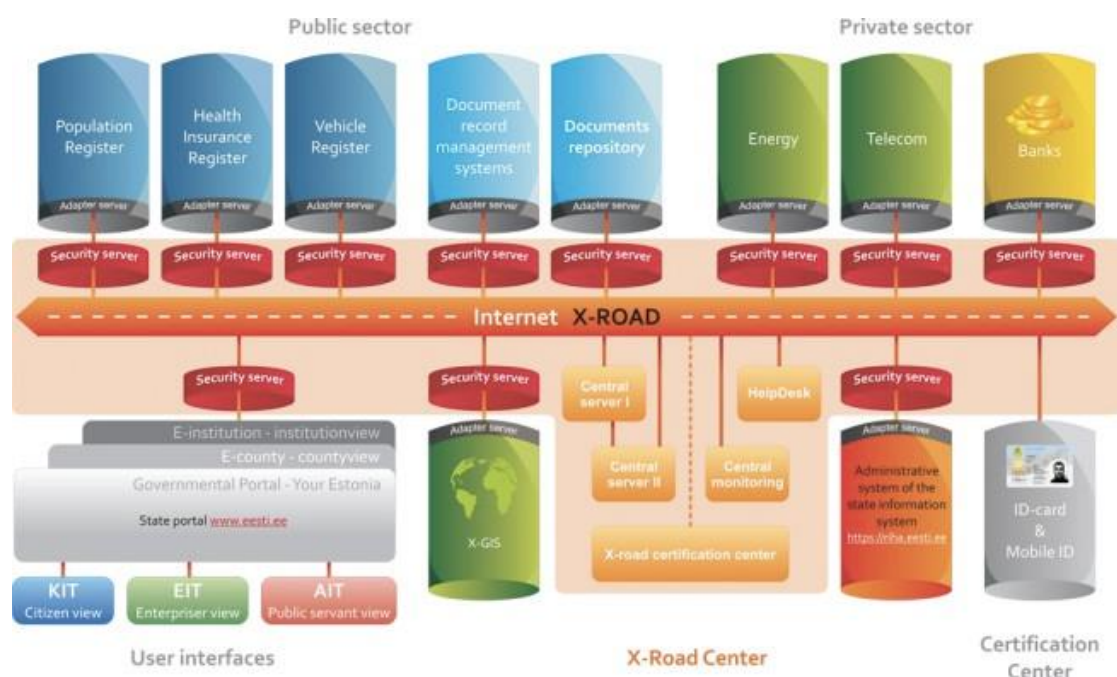 Public sector
Private sector
Population
Register
Adapter server
Health
Insurance
Register
Adapter server
Vehicle
Register
Adapter server
Document
record
management
systems
Adapter server
Documents
repository
Adapter server
Energy
Adapter server
Telecom
Adapter server
Banks
Adapter server
Security server
Security server
Security server
Security server
Security server
Security server
Security server
Security server
Internet X-ROAD
Security server
Security server
Central
server I
HelpDesk
Security server
E-institution - institutionview
E-county - countyview
Governmental Portal - Your Estonia
State portal www.eesti.ee
Adapter server
X-GIS
Central
server II
Central
monitoring
X-road certification center
Adapter server
Administrative
system of the
state information
system
https://riha.eesti.ee
ID-card
&
Mobile ID
KIT
Citizen view
EIT
Enterpriser view
AIT
Public servant view
User interfaces
X-Road Center
Certification
Center